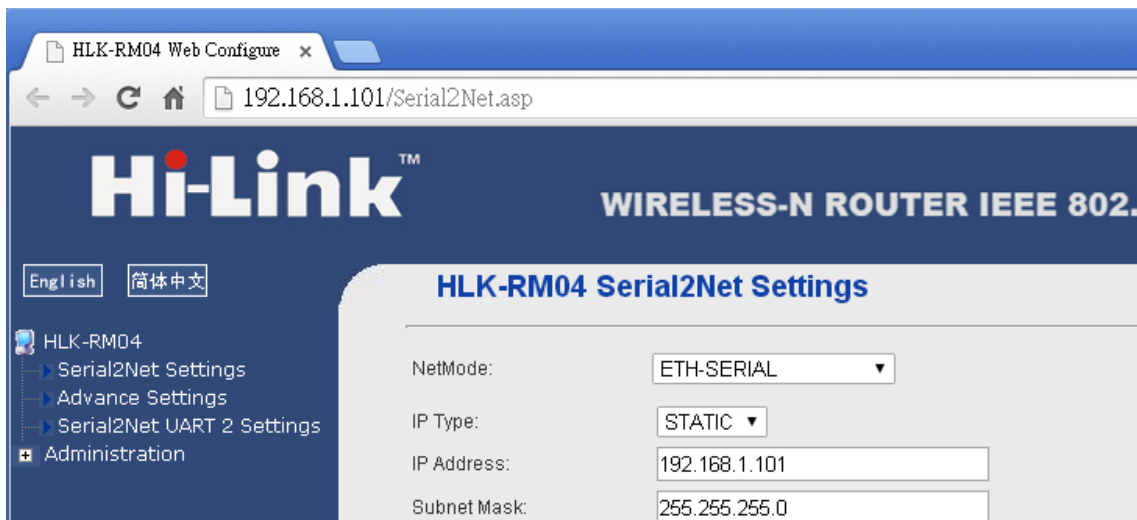 HLK-RM04 Web Configure
192.168.1.101/Serial2Net.asp
Hi-Link™
WIRELESS-N ROUTER IEEE 802.
English 简体中文
HLK-RM04 Serial2Net Settings
HLK-RM04
Serial2Net Settings
Advance Settings
Serial2Net UART 2 Settings
Administration
NetMode: ETH-SERIAL
IP Type: STATIC
IP Address: 192.168.1.101
Subnet Mask: 255.255.255.0